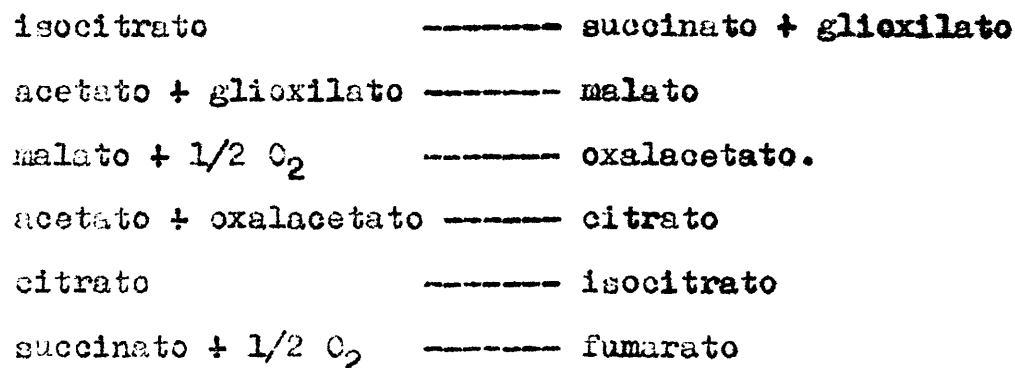 isocitrato ------- succinato + glioxilato
acetato + glioxilato ------- malato
malato + 1/2 O2 ------- oxalacetato.
acetato + oxalacetato ------- citrato
citrato ------- isocitrato
succinato + 1/2 O2 ------- fumarato